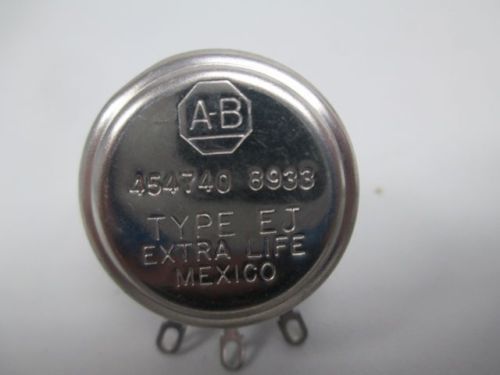 A-B
454740 8933
TYPE EJ
EXTRA LIFE
MEXICO